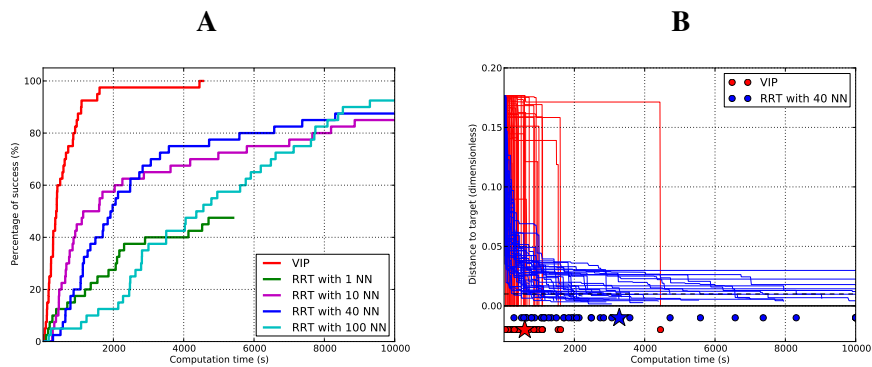 A
B
100
80
60
40
20
0
2000
4000
6000
8000
10000
Percentage of success (%)
Computation time (s)
VIP
RRT with 1 NN
RRT with 10 NN
RRT with 40 NN
RRT with 100 NN
0.20
0.15
0.10
0.05
0.00
2000
4000
6000
8000
10000
Distance to target (dimensionless)
Computation time (s)
VIP
RRT with 40 NN